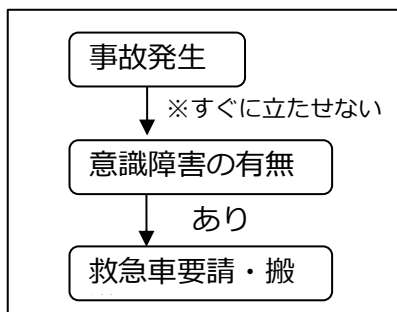 事故発生
※すぐに立たせない
意識障害の有無
あり
救急車要請・搬